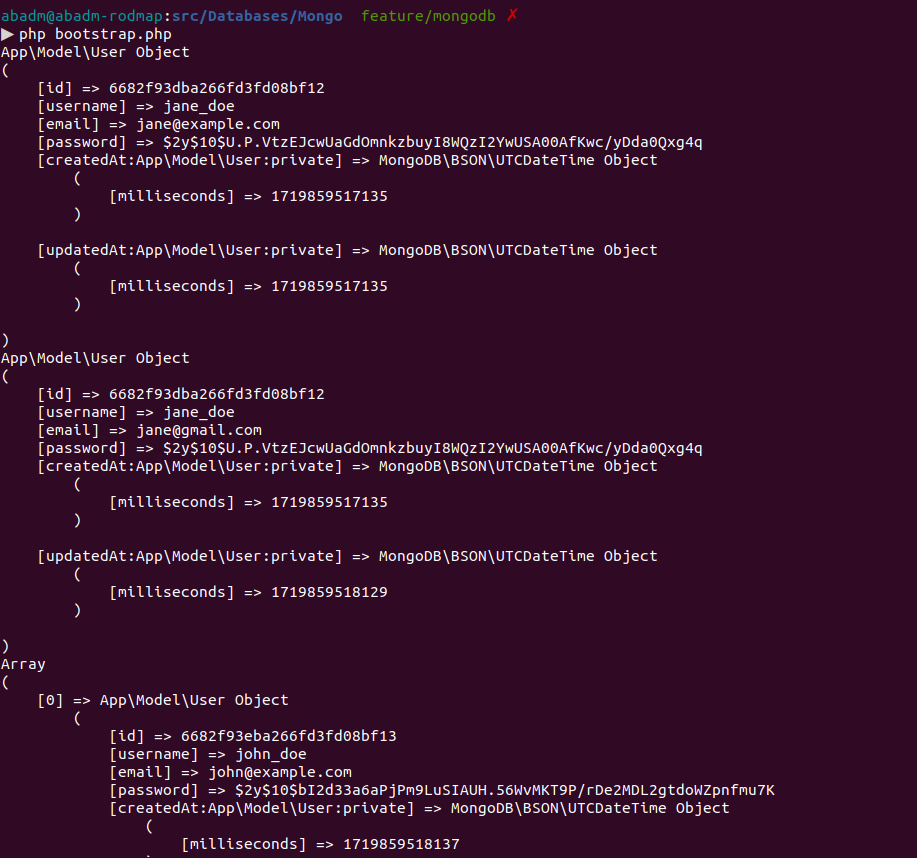 abadm@abadm-rodmap:src/Databases/Mongo  feature/mongodb ✗
▶ php bootstrap.php
App\Model\User Object
(
    [id] => 6682f93dba266fd3fd08bf12
    [username] => jane_doe
    [email] => jane@example.com
    [password] => $2y$10$U.P.VtzEJcwUaGdOmnkzbuyI8WQzI2YwUSA00AfKwc/yDda0Qxg4q
    [createdAt:App\Model\User:private] => MongoDB\BSON\UTCDateTime Object
        (
            [milliseconds] => 1719859517135
        )

    [updatedAt:App\Model\User:private] => MongoDB\BSON\UTCDateTime Object
        (
            [milliseconds] => 1719859517135
        )

)
App\Model\User Object
(
    [id] => 6682f93dba266fd3fd08bf12
    [username] => jane_doe
    [email] => jane@gmail.com
    [password] => $2y$10$U.P.VtzEJcwUaGdOmnkzbuyI8WQzI2YwUSA00AfKwc/yDda0Qxg4q
    [createdAt:App\Model\User:private] => MongoDB\BSON\UTCDateTime Object
        (
            [milliseconds] => 1719859517135
        )

    [updatedAt:App\Model\User:private] => MongoDB\BSON\UTCDateTime Object
        (
            [milliseconds] => 1719859518129
        )

)
Array
(
    [0] => App\Model\User Object
        (
            [id] => 6682f93eba266fd3fd08bf13
            [username] => john_doe
            [email] => john@example.com
            [password] => $2y$10$bI2d33a6aPjPm9LuSIAUH.56WvMKT9P/rDe2MDL2gtdoWZpnfmu7K
            [createdAt:App\Model\User:private] => MongoDB\BSON\UTCDateTime Object
                (
                    [milliseconds] => 1719859518137